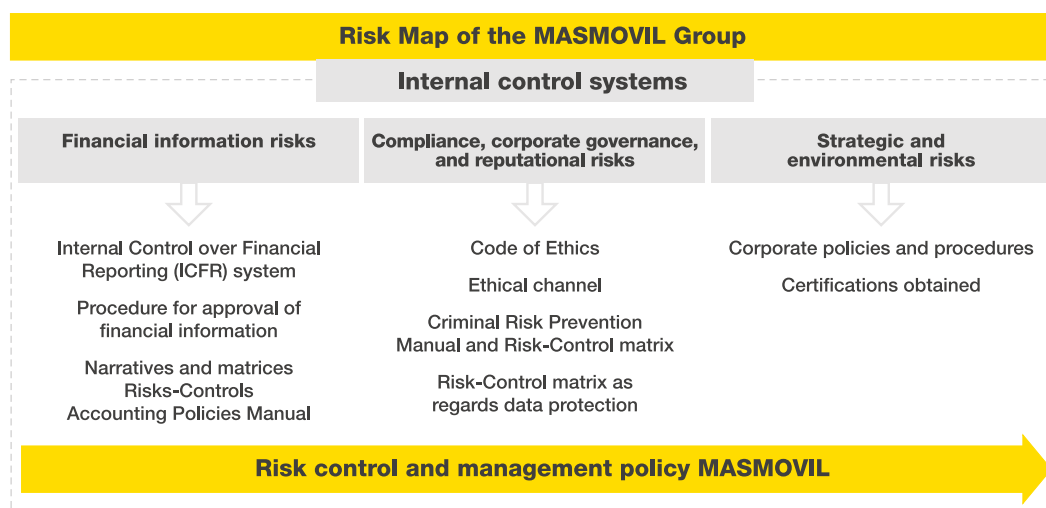 Risk Map of the MASMOVIL Group
Internal control systems
Financial information risks
Compliance, corporate governance,
and reputational risks
Strategic and
environmental risks
Internal Control over Financial
Reporting (ICFR) system
Procedure for approval of
financial information
Narratives and matrices
Risks-Controls
Accounting Policies Manual
Code of Ethics
Ethical channel
Criminal Risk Prevention
Manual and Risk-Control matrix
Risk-Control matrix as
regards data protection
Corporate policies and procedures
Certifications obtained
Risk control and management policy MASMOVIL